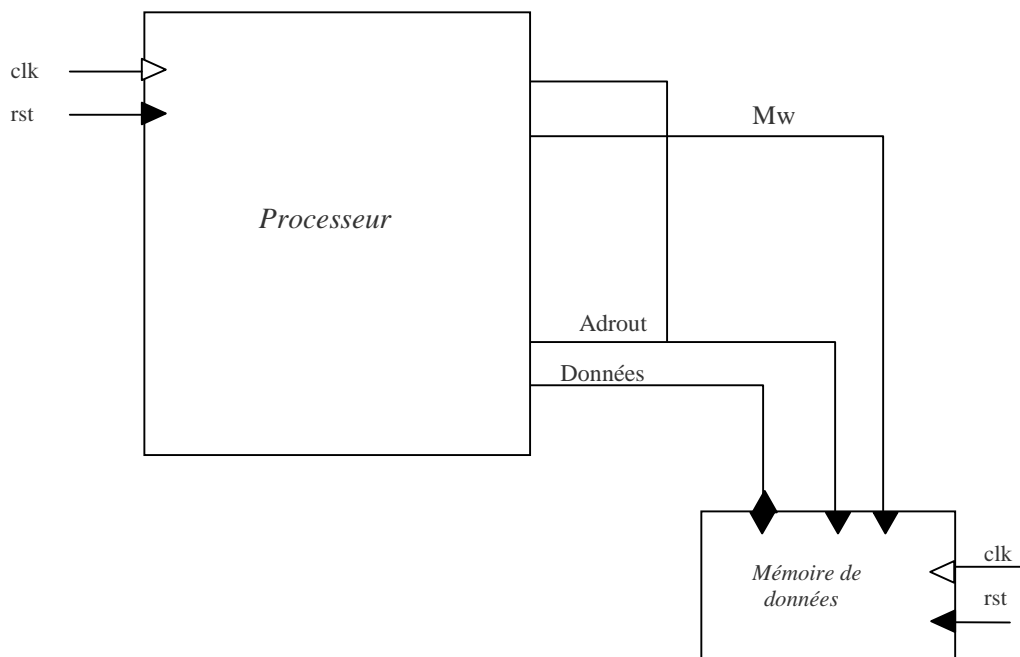 clk
rst
Processeur
Mw
Adrout
Données
Mémoire de
données
clk
rst